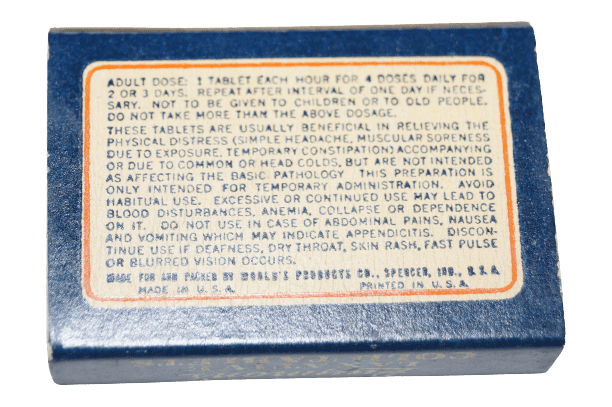 ADULT DOSE: 1 TABLET EACH HOUR FOR 4 DOSES DAILY FOR
2 OR 3 DAYS. REPEAT AFTER INTERVAL OF ONE DAY IF NECES-
SARY. NOT TO BE GIVEN TO CHILDREN OR TO OLD PEOPLE.
DO NOT TAKE MORE THAN THE ABOVE DOSAGE.
THESE TABLETS ARE USUALLY BENEFICIAL IN RELIEVING THE
PHYSICAL DISTRESS (SIMPLE HEADACHE, MUSCULAR SORENESS
DUE TO EXPOSURE, TEMPORARY CONSTIPATION) ACCOMPANYING
OR DUE TO COMMON OR HEAD COLDS, BUT ARE NOT INTENDED
AS AFFECTING THE BASIC PATHOLOGY THIS PREPARATION IS
ONLY INTENDED FOR TEMPORARY ADMINISTRATION. AVOID
HABITUAL USE. EXCESSIVE OR CONTINUED USE MAY LEAD TO
BLOOD DISTURBANCES, ANEMIA, COLLAPSE OR DEPENDENCE
ON IT. DO NOT USE IN CASE OF ABDOMINAL PAINS, NAUSEA
AND VOMITING WHICH MAY INDICATE APPENDICITIS. DISCON-
TINUE USE IF DEAFNESS, DRY THROAT, SKIN RASH, FAST PULSE
OR BLURRED VISION OCCURS.
MADE FOR AND PACKED BY WORLD'S PRODUCTS CO., SPENCER, IND., U.S.A.
MADE IN U.S.A. PRINTED IN U.S.A.